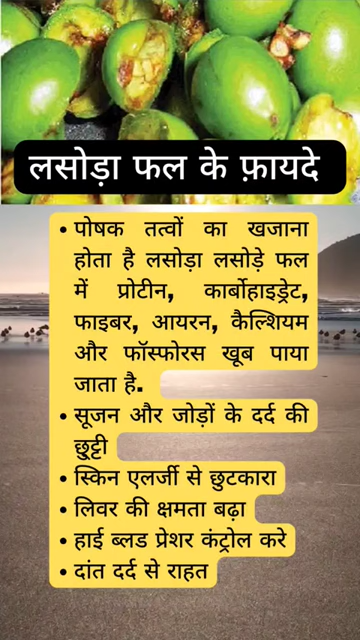 लसोड़ा फल के फ़ायदे
• पोषक तत्वों का खजाना
होता है लसोड़ा लसोड़े फल
में प्रोटीन, कार्बोहाइड्रेट,
फाइबर, आयरन, कैल्शियम
और फॉस्फोरस खूब पाया
जाता है.
• सूजन और जोड़ों के दर्द की
छुट्टी
• स्किन एलर्जी से छुटकारा
• लिवर की क्षमता बढ़ा
• हाई ब्लड प्रेशर कंट्रोल करे
• दांत दर्द से राहत